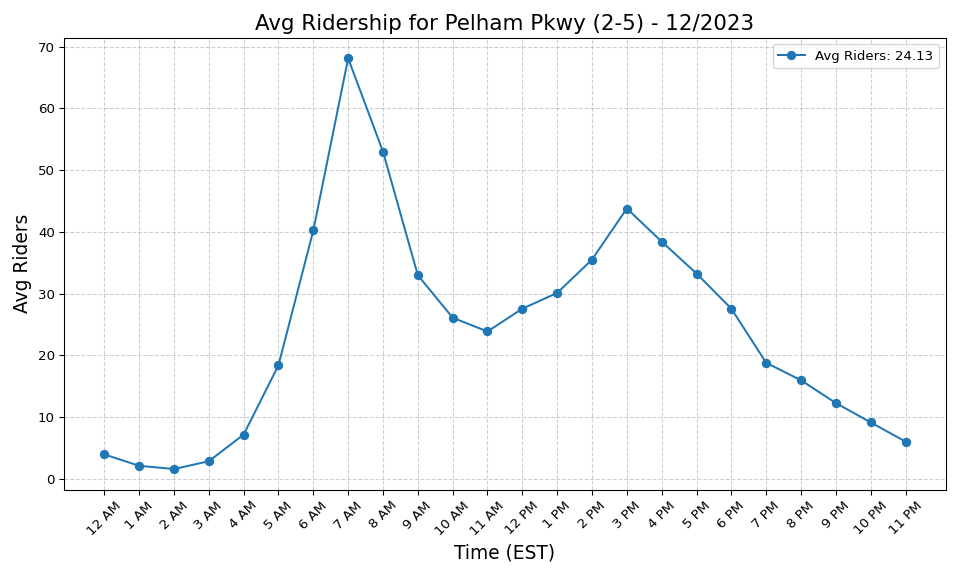 Avg Ridership for Pelham Pkwy (2-5) - 12/2023
Avg Riders: 24.13
Avg Riders
70
60
50
40
30
20
10
0
12 AM
1 AM
2 AM
3 AM
4 AM
5 AM
6 AM
7 AM
8 AM
9 AM
10 AM
11 AM
12 PM
1 PM
2 PM
3 PM
4 PM
5 PM
6 PM
7 PM
8 PM
9 PM
10 PM
11 PM
Time (EST)